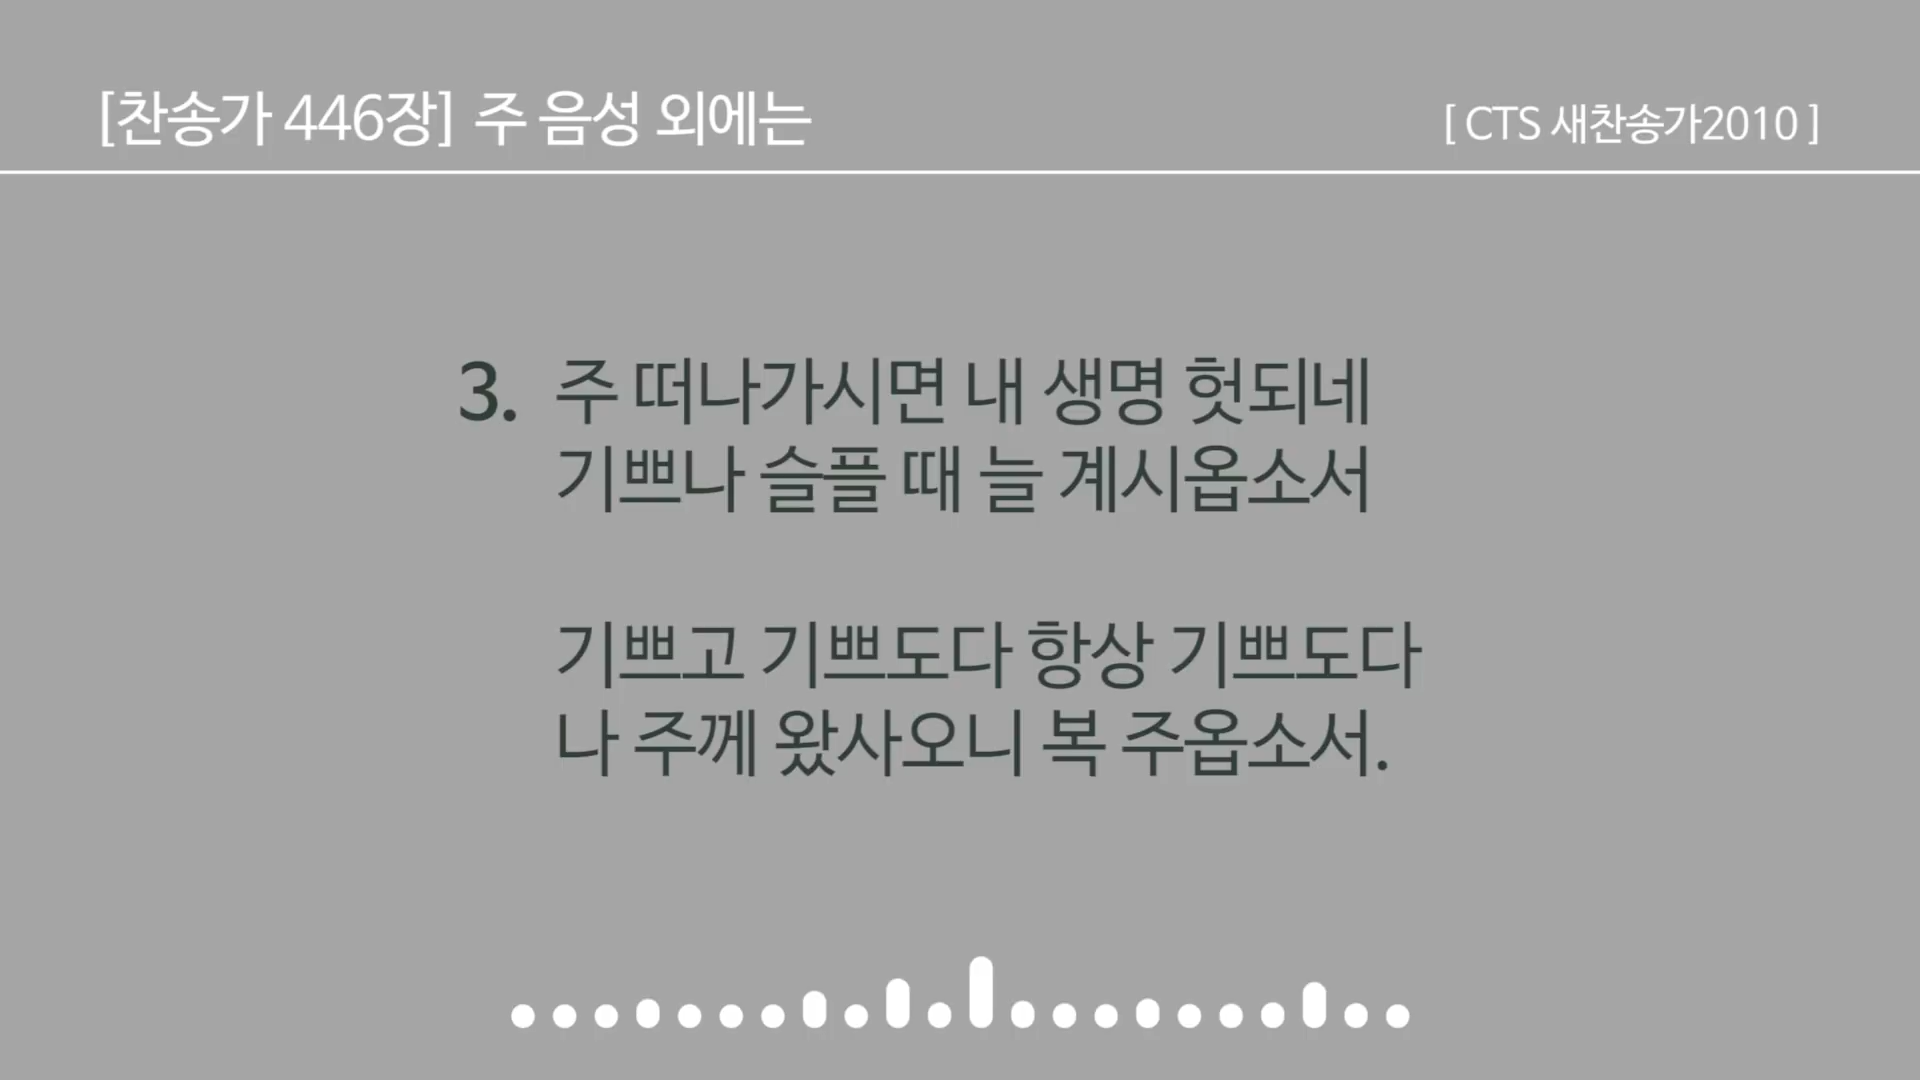 [찬송가 446장] 주 음성 외에는
[ CTS 새찬송가2010 ]
3. 주 떠나가시면 내 생명 헛되네
기쁘나 슬플 때 늘 계시옵소서
기쁘고 기쁘도다 항상 기쁘도다
나 주께 왔사오니 복 주옵소서.